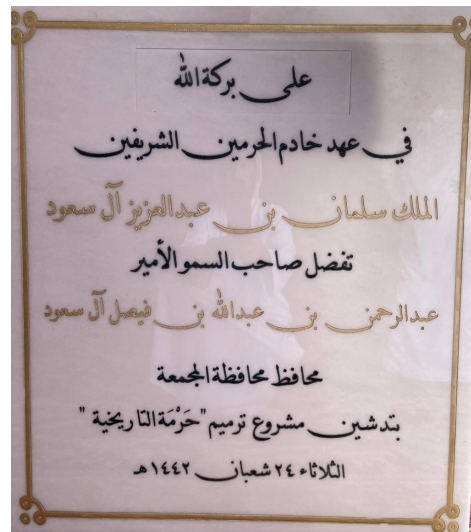 على بركة الله
في عهد خادم الحرمين الشريفين
الملك سلمان بن عبدالعزيز آل سعود
تفضل صاحب السمو الأمير
عبدالرحمن بن عبدالله بن فيصل آل سعود
محافظ محافظة المجمعة
بتدشين مشروع ترميم "حَرْمَة التاريخية"
الثلاثاء ٢٤ شعبان ١٤٤٢هـ